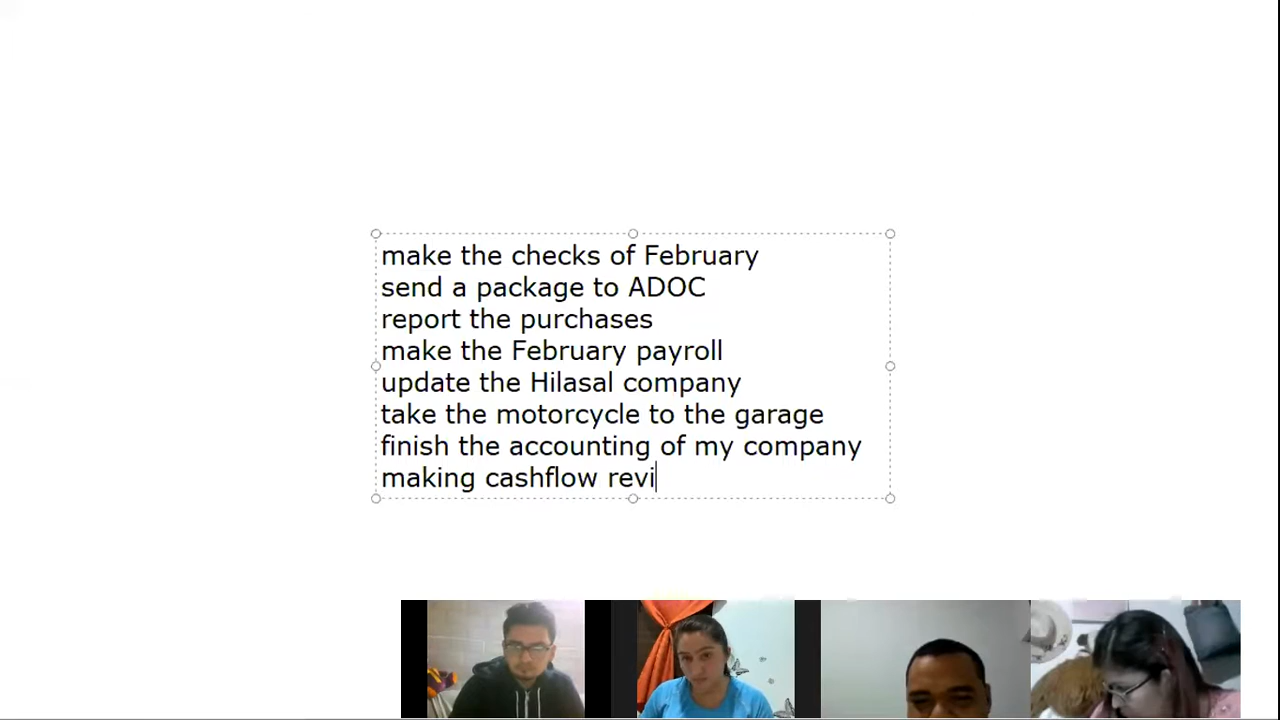 make the checks of February
send a package to ADOC
report the purchases
make the February payroll
update the Hilasal company
take the motorcycle to the garage
finish the accounting of my company
making cashflow revi